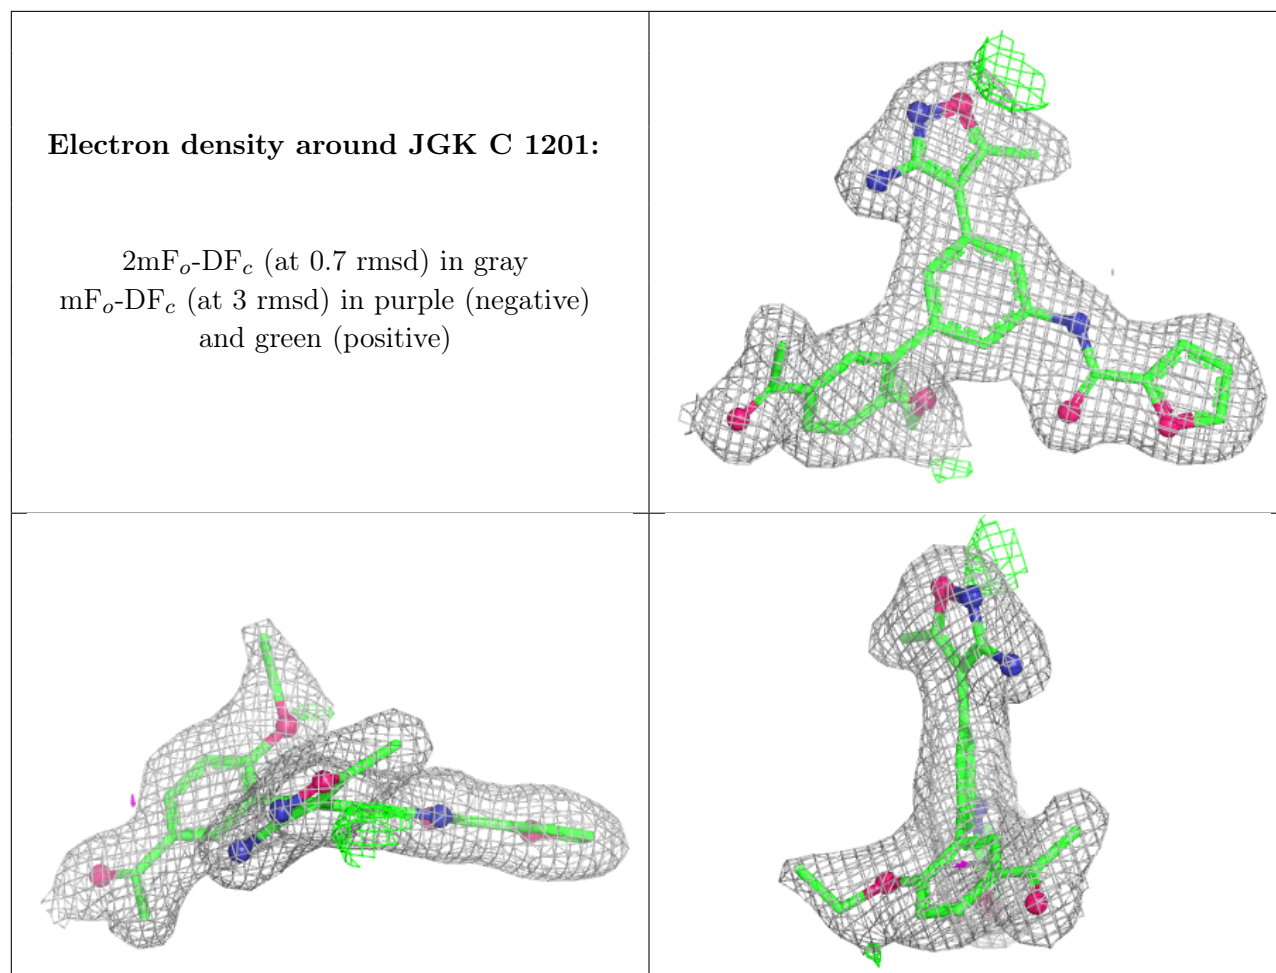 Electron density around JGK C 1201:
2mFo-DFc (at 0.7 rmsd) in gray
mFo-DFc (at 3 rmsd) in purple (negative)
and green (positive)